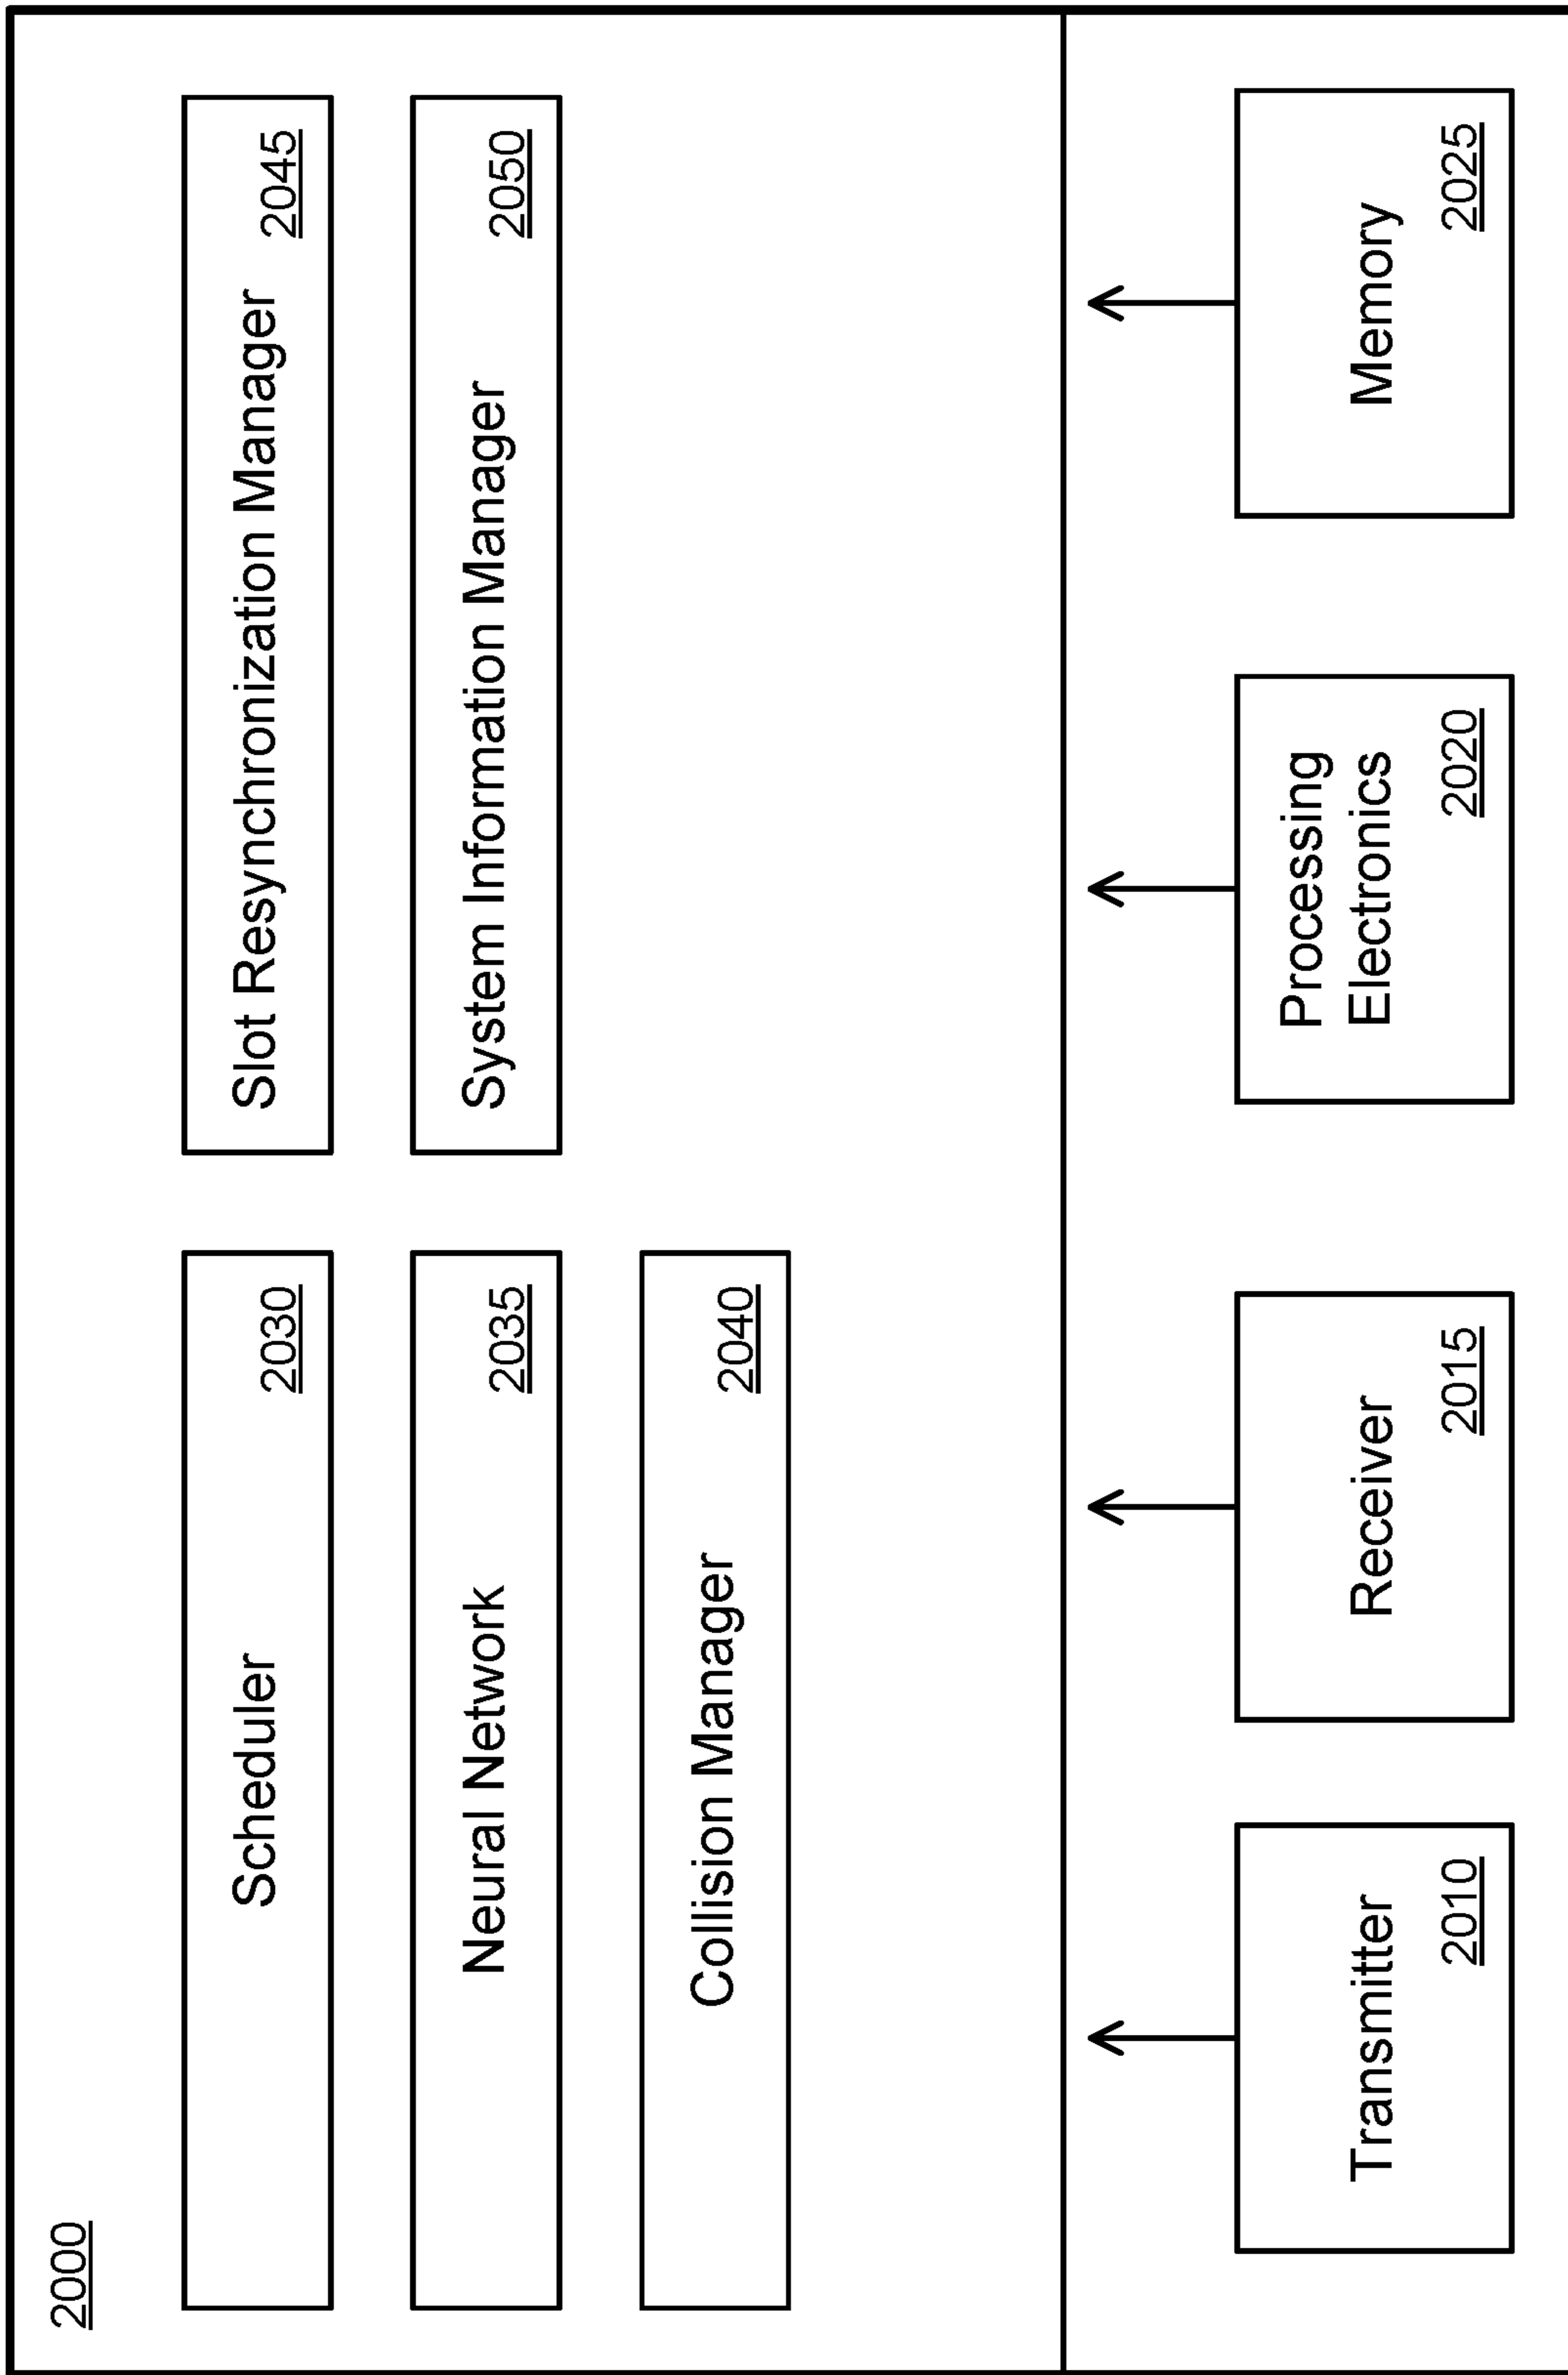 2000
Scheduler
2030
Neural Network
2035
Collision Manager
2040
Slot Resynchronization Manager
2045
System Information Manager
2050
Transmitter
2010
Receiver
2015
Processing
Electronics
2020
Memory
2025